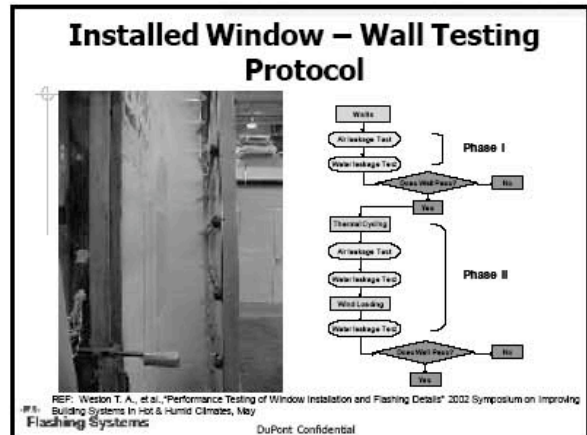 Installed Window – Wall Testing
Protocol
Walls
Air leakage Test
Water leakage Test
Phase I
Does Wall Pass?
No
Yes
Thermal Cycling
Air leakage Test
Water leakage Test
Phase II
Wind Loading
Water leakage Test
Does Wall Pass?
No
Yes
REF: Weston T. A., et al.,"Performance Testing of Window Installation and Flashing Details" 2002 Symposium on Improving
Building Systems in Hot & Humid Climates, May
Flashing Systems
DuPont Confidential